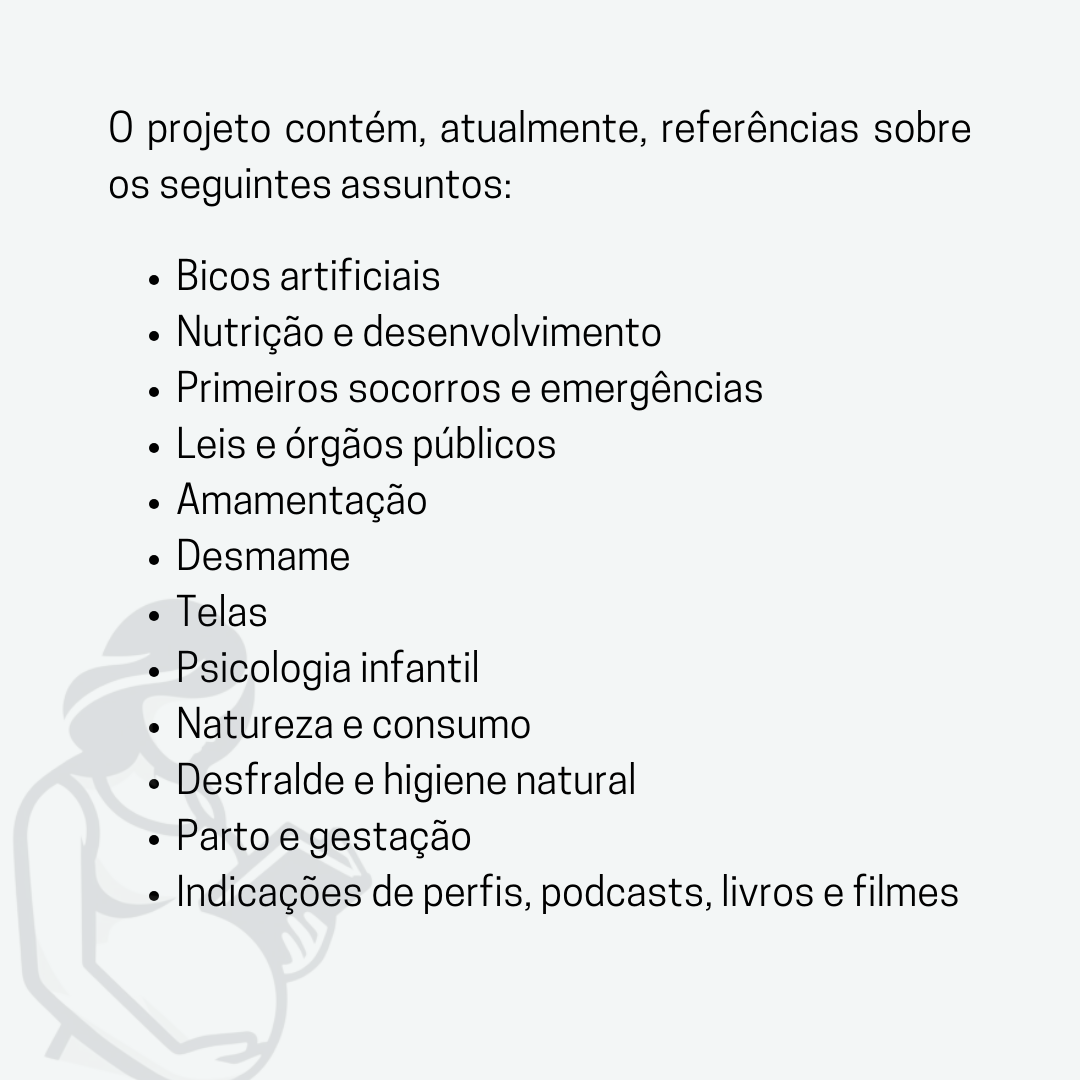 O projeto contém, atualmente, referências sobre
os seguintes assuntos:
• Bicos artificiais
• Nutrição e desenvolvimento
• Primeiros socorros e emergências
• Leis e órgãos públicos
• Amamentação
• Desmame
• Telas
• Psicologia infantil
• Natureza e consumo
• Desfralde e higiene natural
• Parto e gestação
• Indicações de perfis, podcasts, livros e filmes